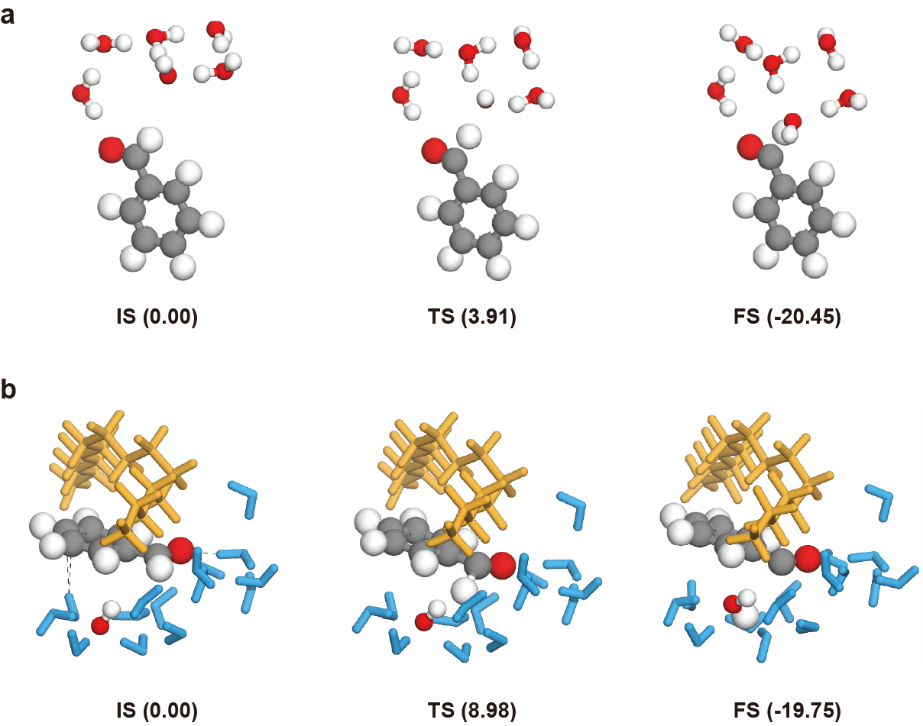 a
IS (0.00)
TS (3.91)
FS (-20.45)
b
IS (0.00)
TS (8.98)
FS (-19.75)